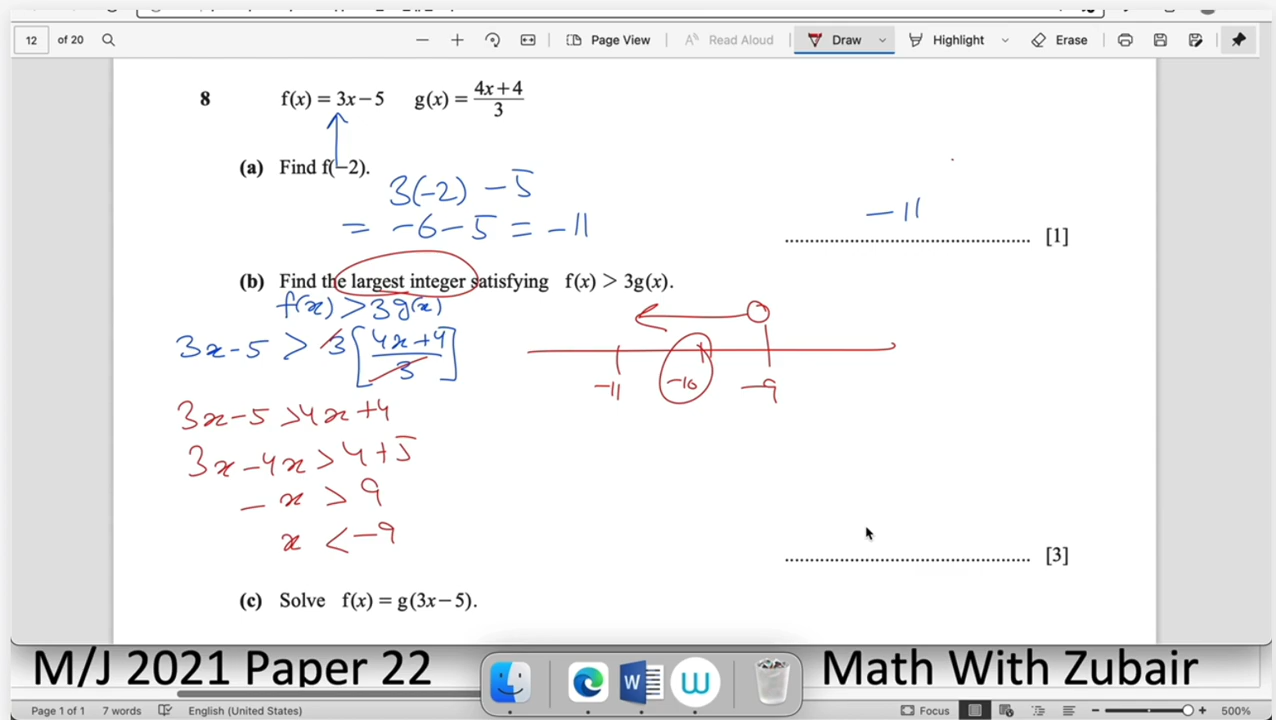 12 of 20 Page View Read Aloud Draw Highlight Erase
8 f(x) = 3x−5 g(x) = \frac{4x+4}{3}
(a) Find f(−2).
3(-2) -5
= -6-5 = -11
-11
[1]
(b) Find the largest integer satisfying f(x) > 3g(x).
f(x) > 3g(x)
3x-5 > 3[\frac{4x+4}{3}]
-11 -10 -9
3x-5 > 4x+4
3x-4x > 4+5
-x > 9
x < -9
[3]
(c) Solve f(x) = g(3x−5).
M/J 2021 Paper 22 Math With Zubair
W
Page 1 of 1 7 words English (United States) Focus 500%